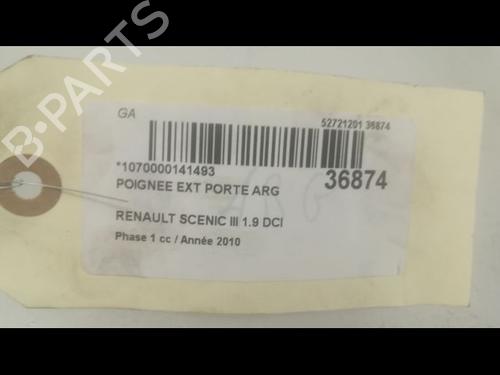 GA
52721201 36874
*1070000141493
36874
POIGNEE EXT PORTE ARG
RENAULT SCENIC III 1.9 DCI
Phase 1 cc / Année 2010
ARG
B-PARTS